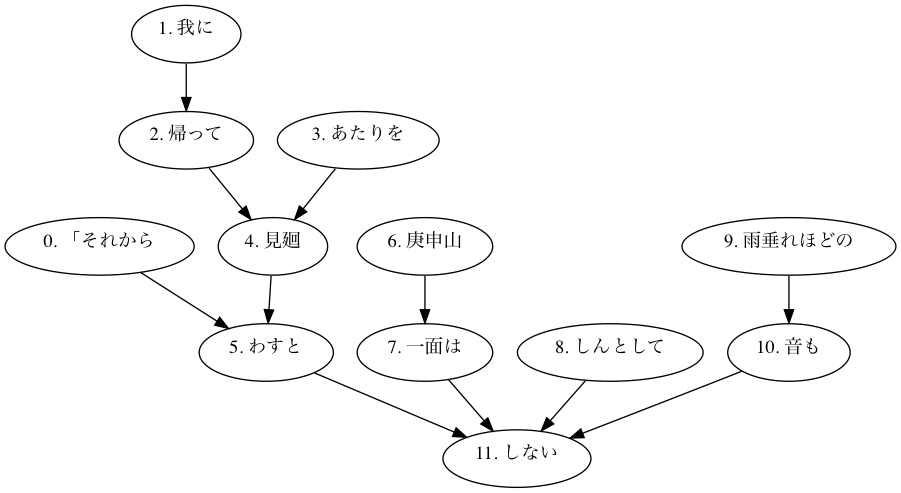 1. 我に
2. 帰って
3. あたりを
0. 「それから
4. 見廻
6. 庚申山
9. 雨垂れほどの
5. わすと
7. 一面は
8. しんとして
10. 音も
11. しない